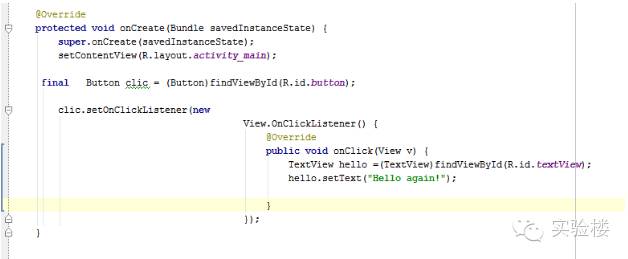 @Override
protected void onCreate(Bundle savedInstanceState) {
super.onCreate(savedInstanceState);
setContentView(R.layout.activity_main);
final Button clic = (Button)findViewById(R.id.button);
clic.setOnClickListener(new
View.OnClickListener() {
@Override
public void onClick(View v) {
TextView hello =(TextView)findViewById(R.id.textView);
hello.setText("Hello again!");
}
});
}
实验楼